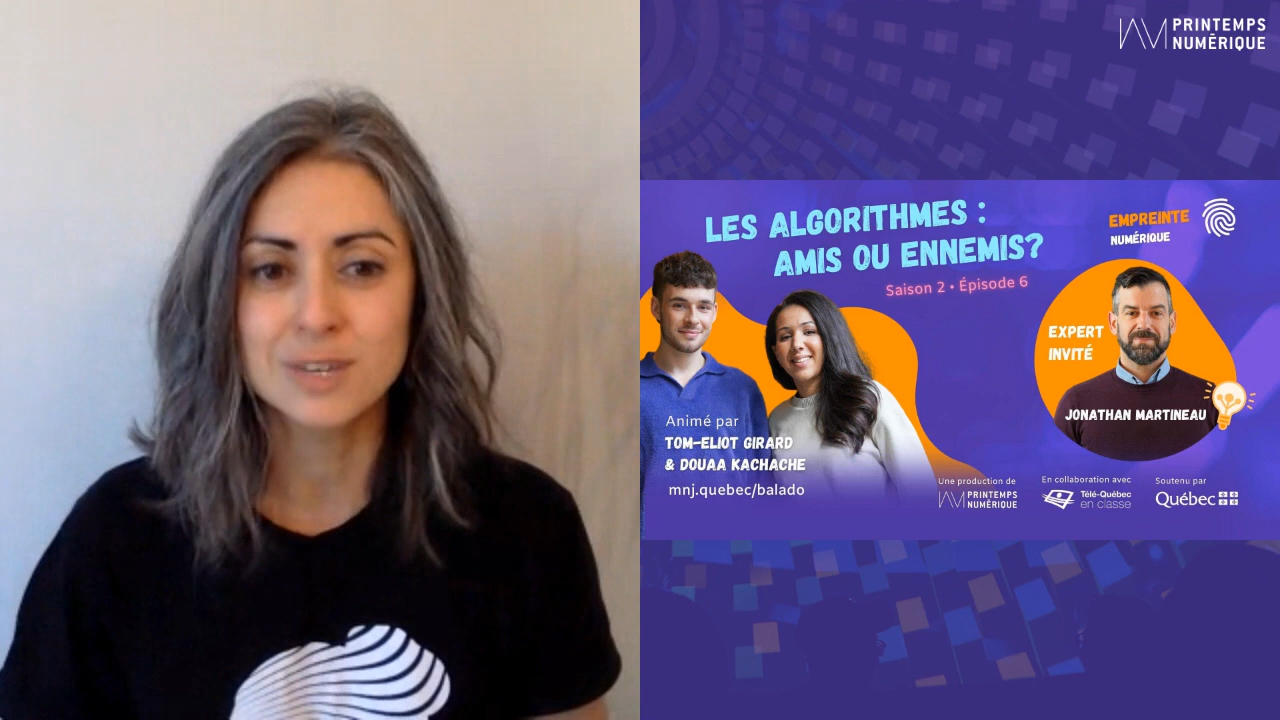 PRINTEMPS
NUMÉRIQUE
LES ALGORITHMES :
AMIS OU ENNEMIS?
Saison 2 • Épisode 6
EMPREINTE
NUMÉRIQUE
EXPERT
INVITÉ
JONATHAN MARTINEAU
Animé par
TOM-ELIOT GIRARD
& DOUAA KACHACHE
mnj.quebec/balado
Une production de
PRINTEMPS
NUMÉRIQUE
En collaboration avec
Télé-Québec
en classe
Soutenu par
Québec